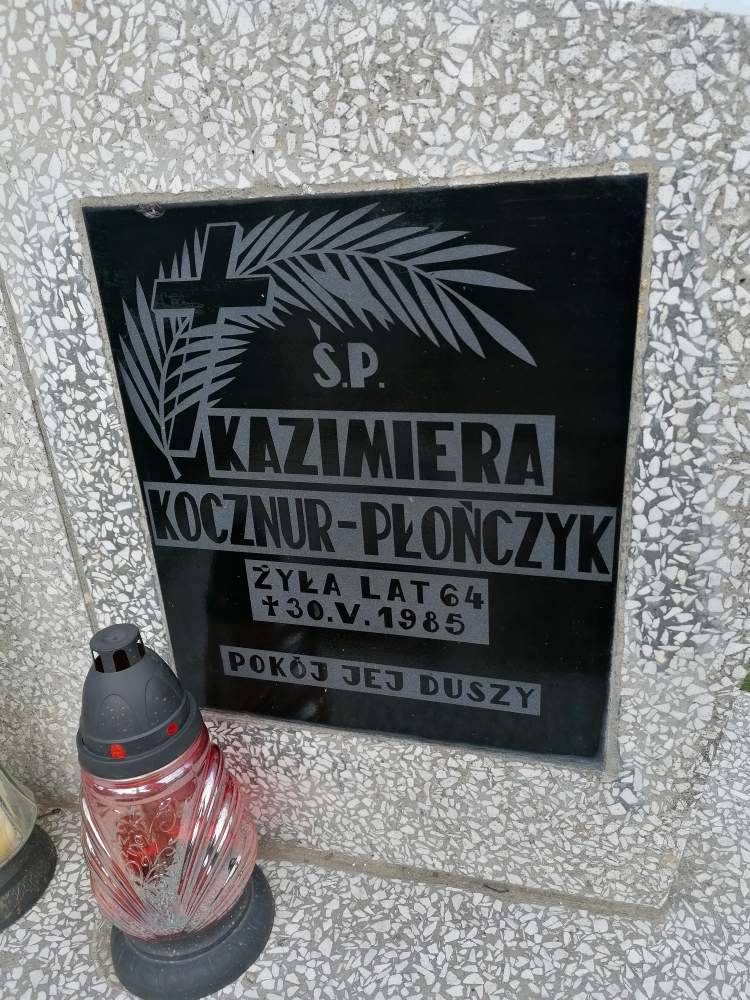 Ś.P.
KAZIMIERA
KOCZNUR-PŁOŃCZYK
ŻYŁA LAT 64
✝30.V.1985
POKÓJ JEJ DUSZY